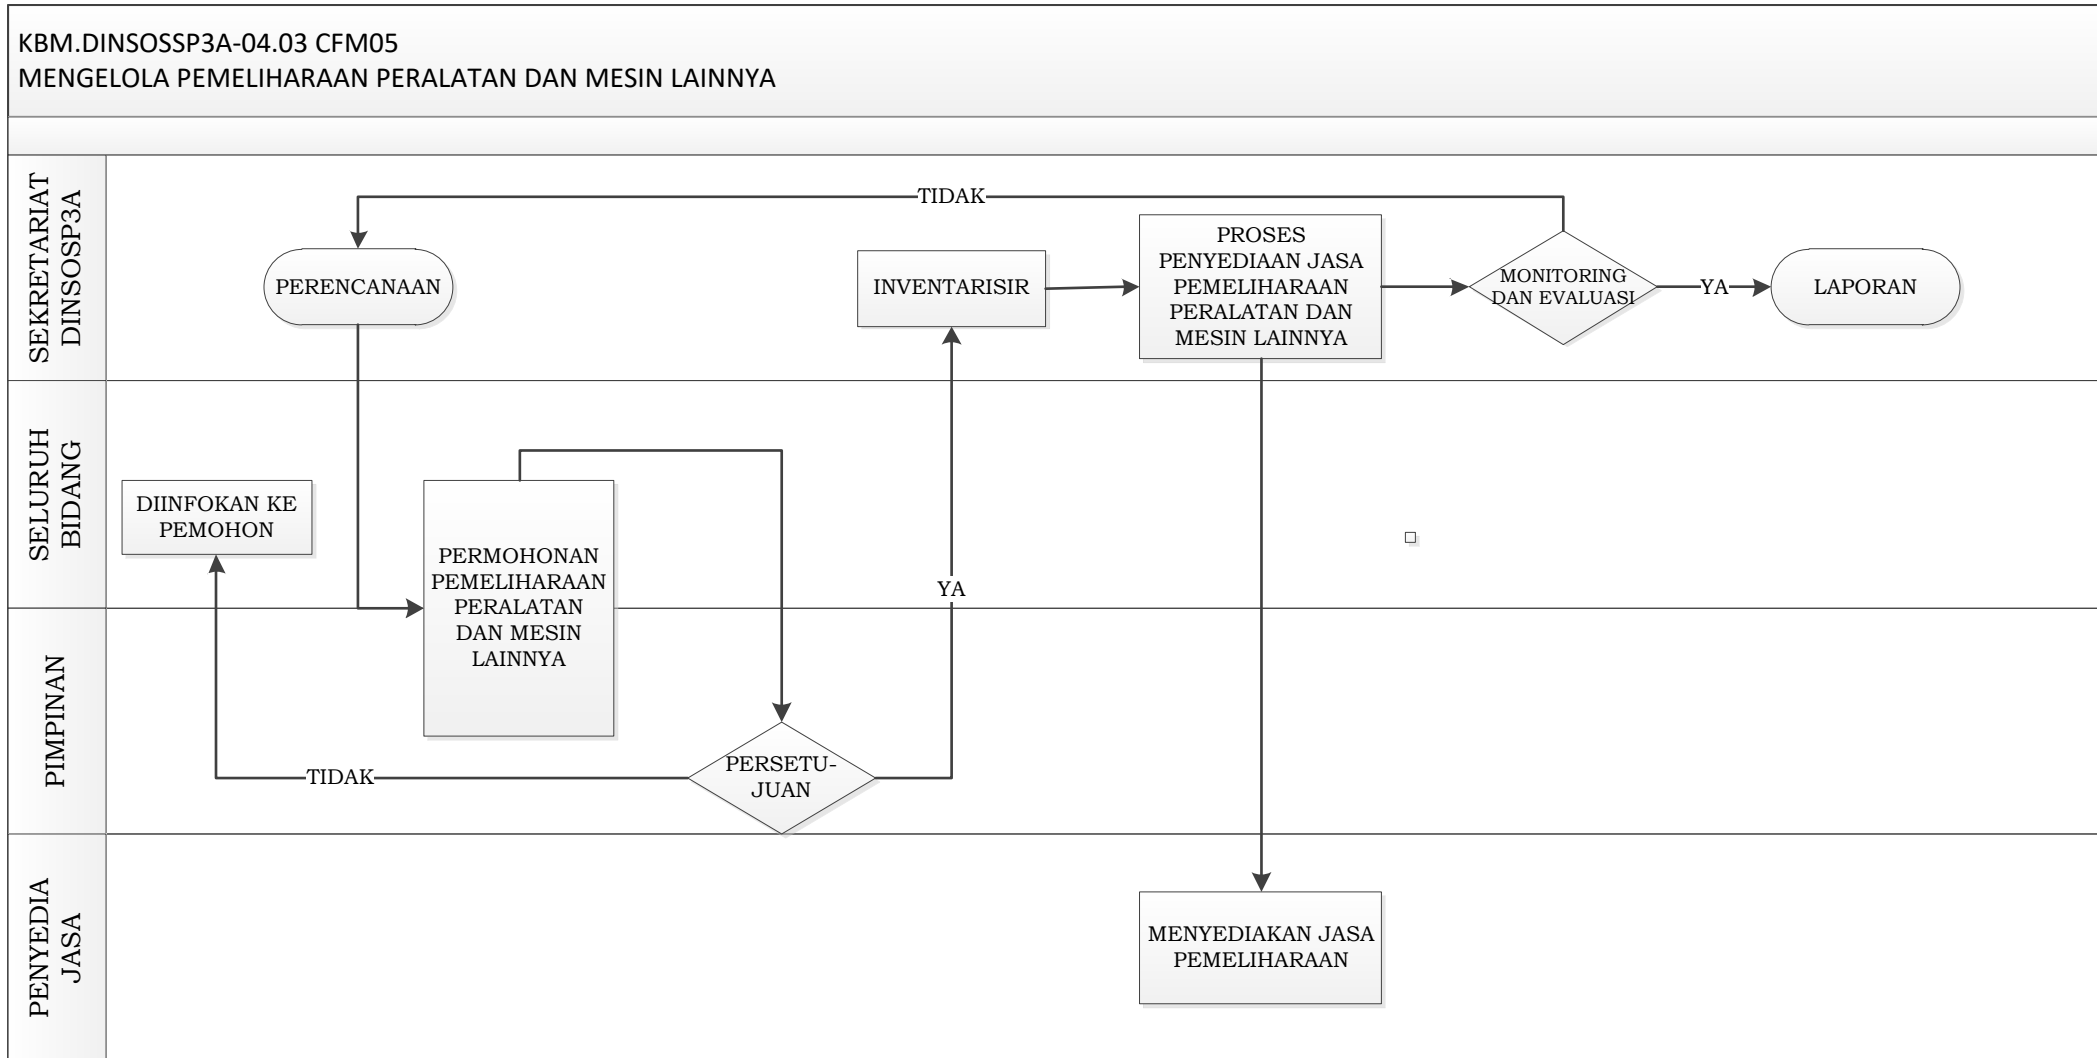 KBM.DINSOSSP3A-04.03 CFM05
MENGELOLA PEMELIHARAAN PERALATAN DAN MESIN LAINNYA
SEKRETARIAT
DINSOSP3A
TIDAK
PERENCANAAN
INVENTARISIR
PROSES
PENYEDIAAN JASA
PEMELIHARAAN
PERALATAN DAN
MESIN LAINNYA
MONITORING
DAN EVALUASI
YA
LAPORAN
SELURUH
BIDANG
DIINFOKAN KE
PEMOHON
PERMOHONAN
PEMELIHARAAN
PERALATAN
DAN MESIN
LAINNYA
YA
PIMPINAN
TIDAK
PERSETU-
JUAN
PENYEDIA
JASA
MENYEDIAKAN JASA
PEMELIHARAAN